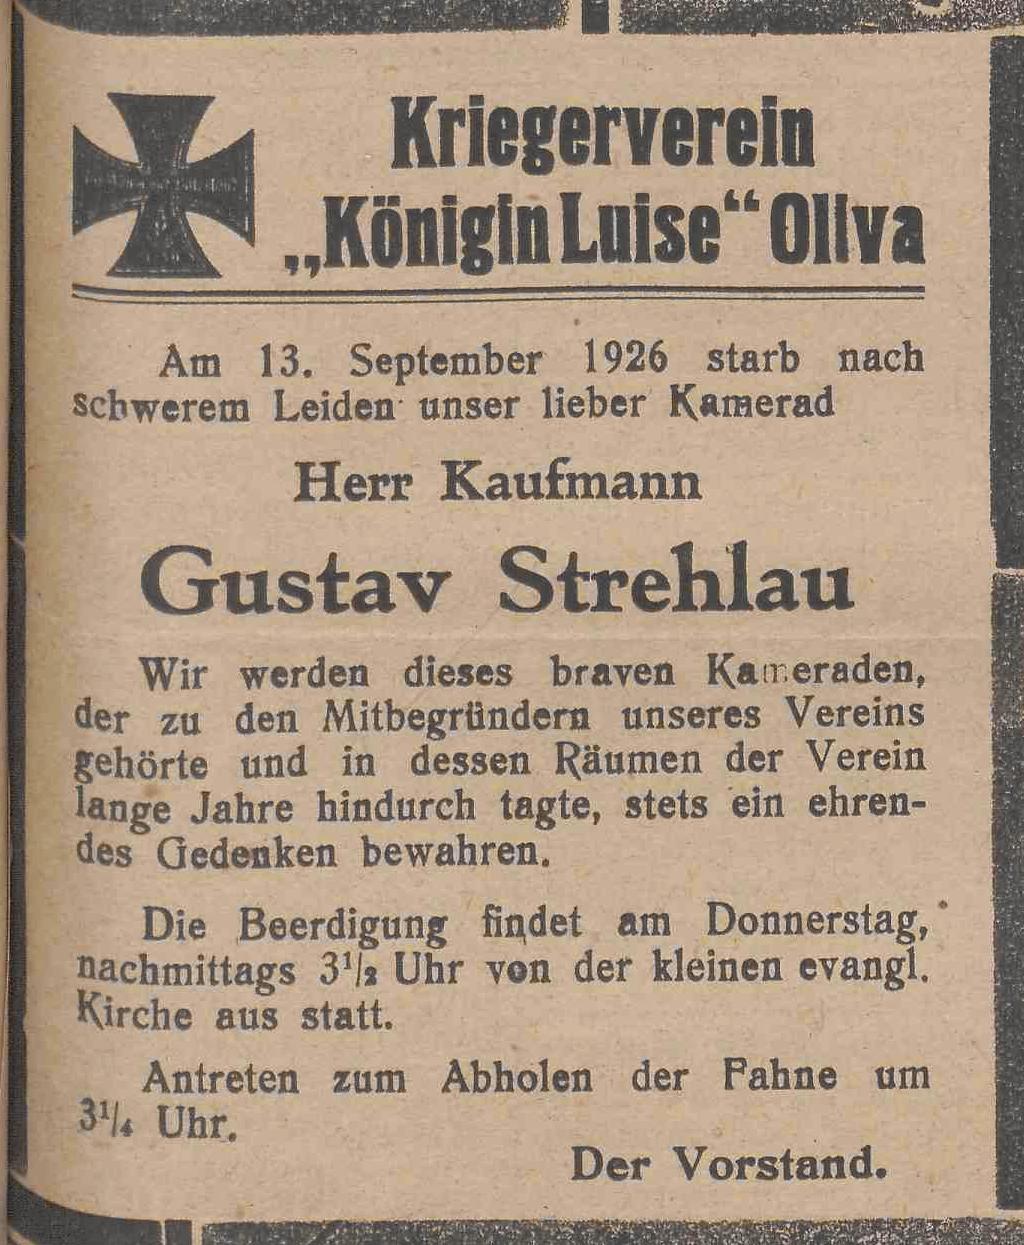 Kriegerverein
„Königin Luise“ Oliva
Am 13. September 1926 starb nach
schwerem Leiden unser lieber Kamerad
Herr Kaufmann
Gustav Strehlau
Wir werden dieses braven Kameraden,
der zu den Mitbegründern unseres Vereins
gehörte und in dessen Räumen der Verein
lange Jahre hindurch tagte, stets ein ehren-
des Gedenken bewahren.
Die Beerdigung findet am Donnerstag,
nachmittags 3½ Uhr von der kleinen evangl.
Kirche aus statt.
Antreten zum Abholen der Fahne um
3¼ Uhr.
Der Vorstand.